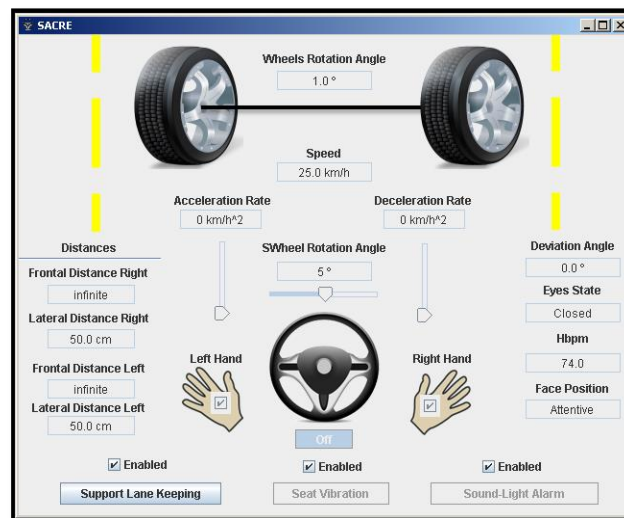 SACRE
Wheels Rotation Angle
1.0 °
Speed
25.0 km/h
Acceleration Rate
0 km/h^2
Deceleration Rate
0 km/h^2
Distances
Frontal Distance Right
infinite
Lateral Distance Right
50.0 cm
Frontal Distance Left
infinite
Lateral Distance Left
50.0 cm
SWheel Rotation Angle
5 °
Deviation Angle
0.0 °
Eyes State
Closed
Hbpm
74.0
Face Position
Attentive
Left Hand
Right Hand
Off
Enabled
Enabled
Enabled
Support Lane Keeping
Seat Vibration
Sound-Light Alarm